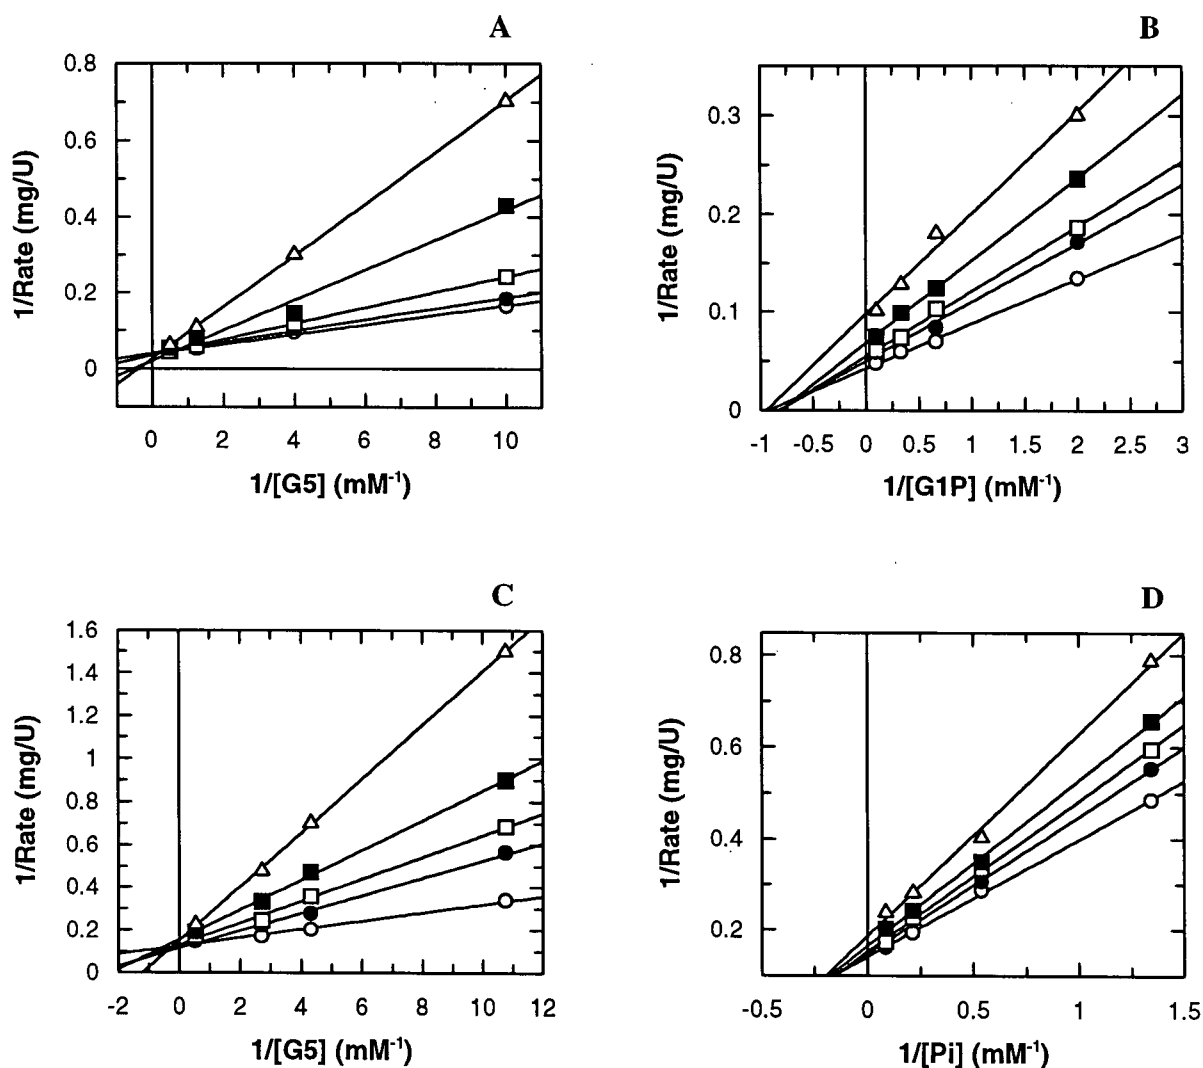 A
0.8
0.6
0.4
0.2
0
1/Rate (mg/U)
0 2 4 6 8 10
1/[G5] (mM⁻¹)
B
0.3
0.2
0.1
0
1/Rate (mg/U)
-1 -0.5 0 0.5 1 1.5 2 2.5 3
1/[G1P] (mM⁻¹)
C
1.6
1.4
1.2
1
0.8
0.6
0.4
0.2
0
1/Rate (mg/U)
-2 0 2 4 6 8 10 12
1/[G5] (mM⁻¹)
D
0.8
0.6
0.4
0.2
1/Rate (mg/U)
-0.5 0 0.5 1 1.5
1/[Pi] (mM⁻¹)